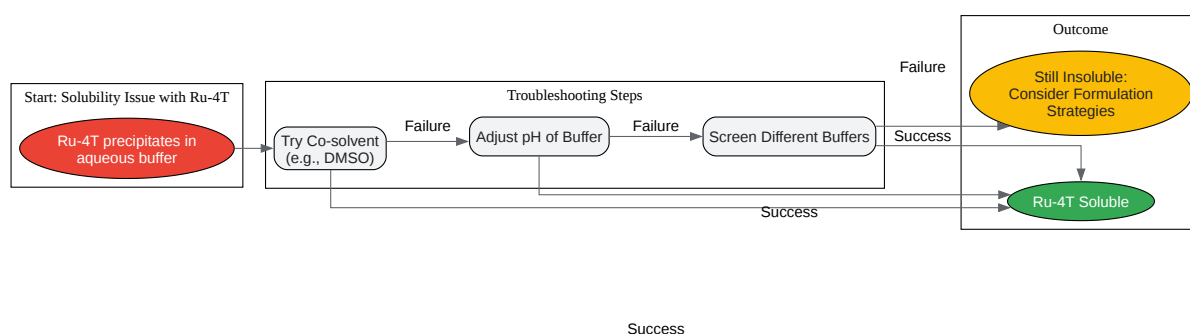 Start: Solubility Issue with Ru-4T
Ru-4T precipitates in
aqueous buffer
Troubleshooting Steps
Try Co-solvent
(e.g., DMSO)
Failure
Adjust pH of Buffer
Failure
Screen Different Buffers
Failure
Success
Success
Success
Outcome
Still Insoluble:
Consider Formulation
Strategies
Ru-4T Soluble